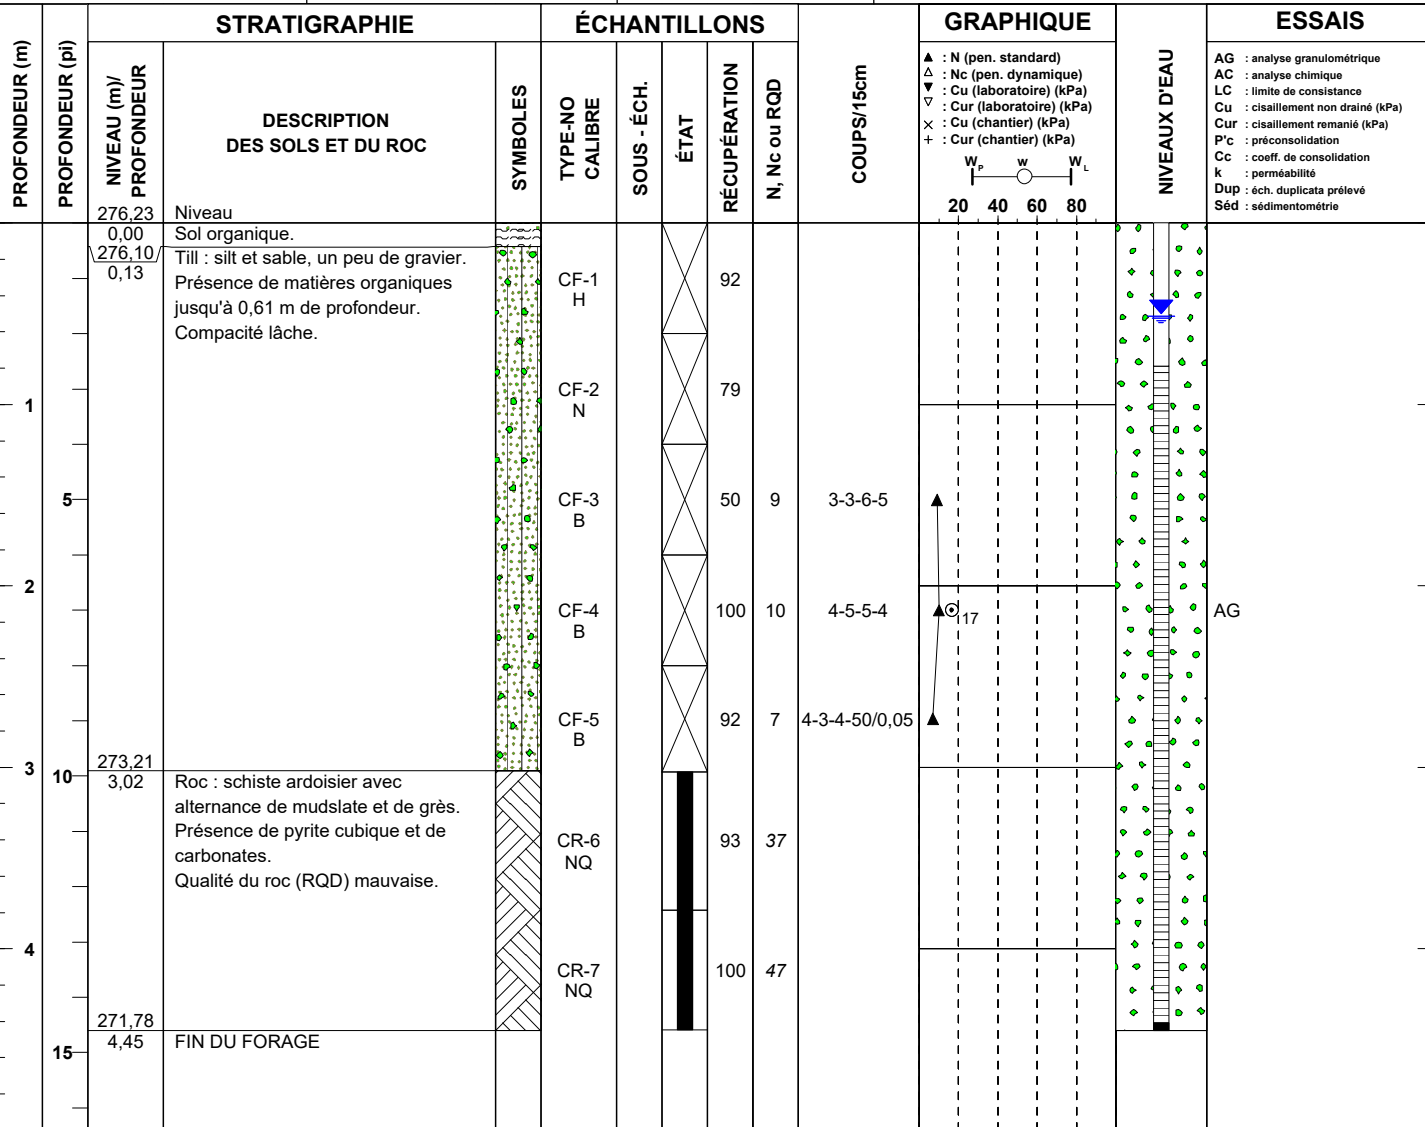 STRATIGRAPHIE
ÉCHANTILLONS
GRAPHIQUE
ESSAIS
PROFONDEUR (m)
PROFONDEUR (pi)
NIVEAU (m)/
PROFONDEUR
DESCRIPTION
DES SOLS ET DU ROC
SYMBOLES
TYPE-NO
CALIBRE
SOUS - ÉCH.
ÉTAT
RÉCUPÉRATION
N, Nc ou RQD
COUPS/15cm
▲ : N (pen. standard)
△ : Nc (pen. dynamique)
▼ : Cu (laboratoire) (kPa)
▽ : Cur (laboratoire) (kPa)
× : Cu (chantier) (kPa)
+ : Cur (chantier) (kPa)
WP w WL
20 40 60 80
NIVEAUX D'EAU
AG : analyse granulométrique
AC : analyse chimique
LC : limite de consistance
Cu : cisaillement non drainé (kPa)
Cur : cisaillement remanié (kPa)
P'c : préconsolidation
Cc : coeff. de consolidation
k : perméabilité
Dup : éch. duplicata prélevé
Séd : sédimentométrie
276,23 Niveau
0,00 Sol organique.
276,10 Till : silt et sable, un peu de gravier.
0,13
Présence de matières organiques
jusqu'à 0,61 m de profondeur.
Compacité lâche.
CF-1
H
92
1
CF-2
N
79
5
CF-3
B
50 9 3-3-6-5
2
CF-4
B
100 10 4-5-5-4
17
AG
CF-5
B
92 7 4-3-4-50/0,05
273,21
3
10
3,02 Roc : schiste ardoisier avec
alternance de mudslate et de grès.
Présence de pyrite cubique et de
carbonates.
Qualité du roc (RQD) mauvaise.
CR-6
NQ
93 37
4
CR-7
NQ
100 47
271,78
4,45 FIN DU FORAGE
15